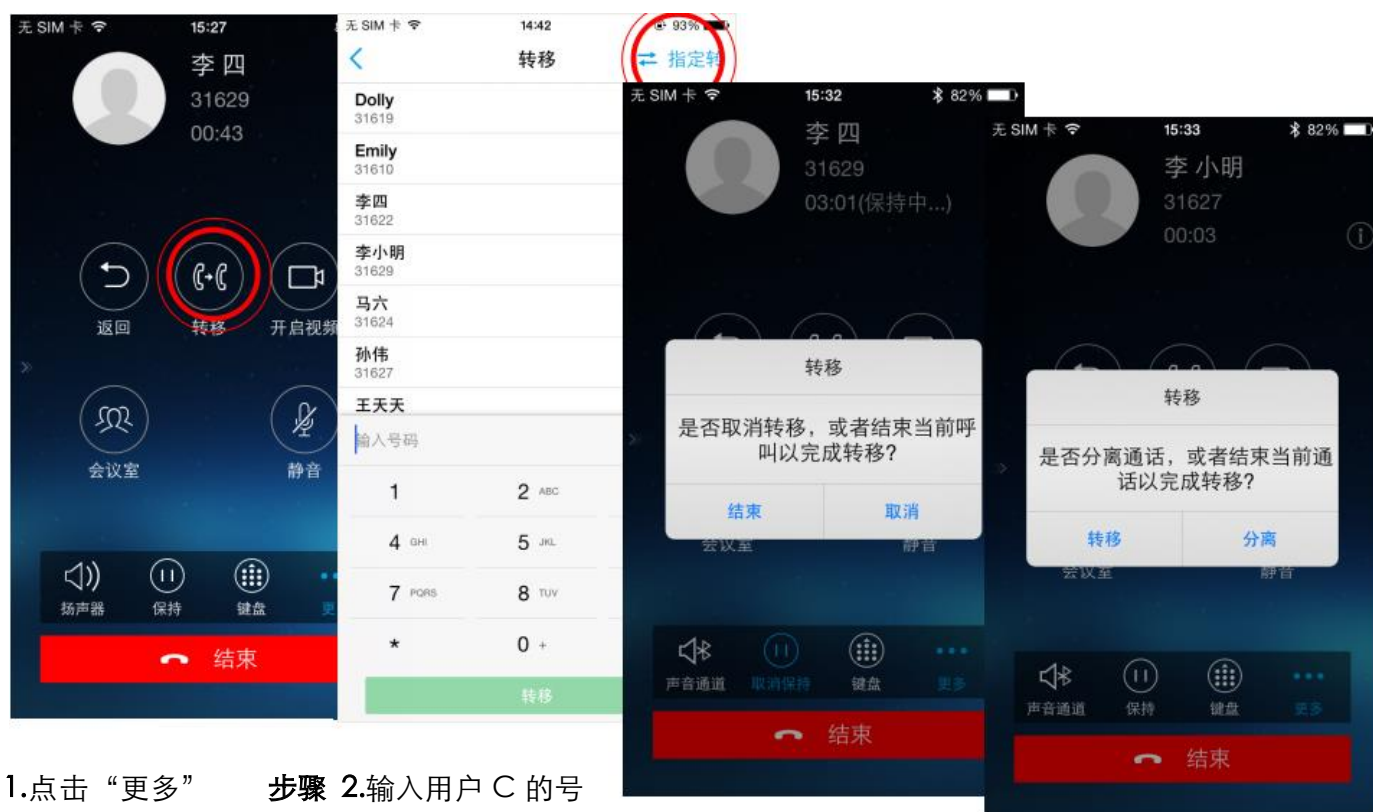 无 SIM 卡 15:27
李 四
31629
00:43
返回 转移 开启视频
会议室 静音
扬声器 保持 键盘 更
结束
无 SIM 卡 14:42 93%
转移 指定转
Dolly
31619
Emily
31610
李四
31622
李小明
31629
马六
31624
孙伟
31627
王天天
输入号码
1 2 ABC
4 GHI 5 JKL
7 PQRS 8 TUV
* 0 +
转移
无 SIM 卡 15:32 82%
李 四
31629
03:01(保持中...)
转移
是否取消转移，或者结束当前呼
叫以完成转移？
结束 取消
会议室 静音
声音通道 取消保持 键盘 更多
结束
无 SIM 卡 15:33 82%
李 小明
31627
00:03
转移
是否分离通话，或者结束当前通
话以完成转移？
转移 分离
会议室 静音
声音通道 保持 键盘 更多
结束
1.点击“更多” 步骤 2.输入用户 C 的号